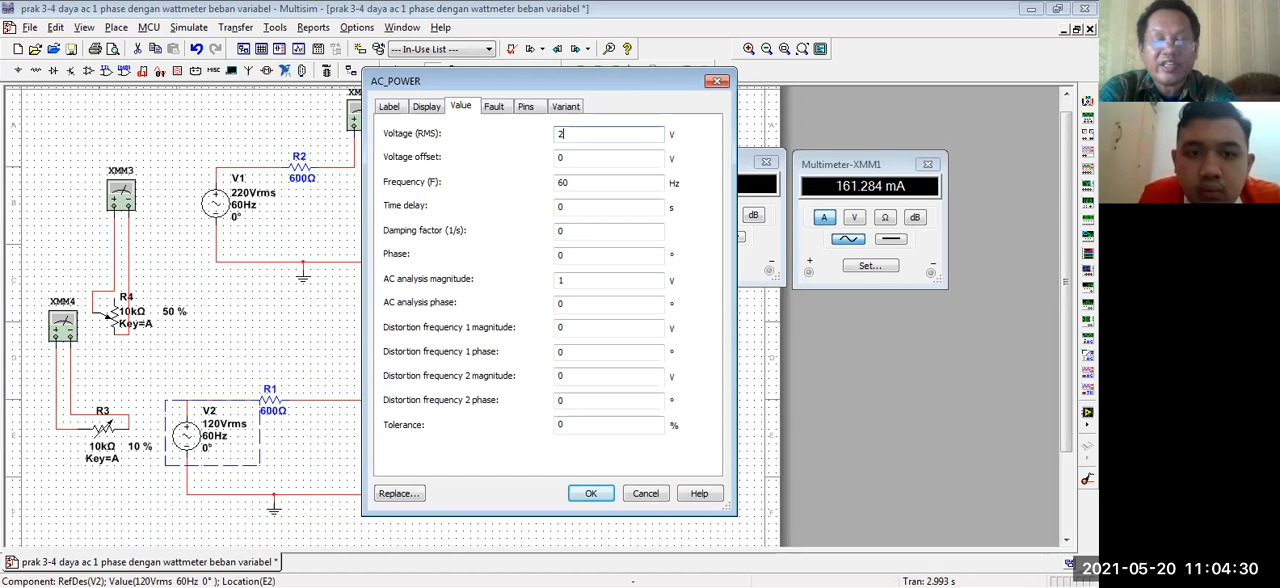 prak 3-4 daya ac 1 phase dengan wattmeter beban variabel - Multisim - [prak 3-4 daya ac 1 phase dengan wattmeter beban variabel *]
File Edit View Place MCU Simulate Transfer Tools Reports Options Window Help
--- In-Use List ---
MISC
AC_POWER
Label Display Value Fault Pins Variant
Voltage (RMS): 2 V
Voltage offset: 0 V
Frequency (F): 60 Hz
Time delay: 0 s
Damping factor (1/s): 0
Phase: 0 °
AC analysis magnitude: 1 V
AC analysis phase: 0 °
Distortion frequency 1 magnitude: 0 V
Distortion frequency 1 phase: 0 °
Distortion frequency 2 magnitude: 0 V
Distortion frequency 2 phase: 0 °
Tolerance: 0 %
Replace... OK Cancel Help
XMM3
R2
600Ω
V1
220Vrms
60Hz
0°
R4
10kΩ 50 %
Key=A
XMM4
R3
10kΩ 10 %
Key=A
R1
600Ω
V2
120Vrms
60Hz
0°
dB
Multimeter-XMM1
161.284 mA
A V Ω dB
Set...
+ −
prak 3-4 daya ac 1 phase dengan wattmeter beban variabel *
Component: RefDes(V2); Value(120Vrms 60Hz 0° ); Location(E2)
-
Tran: 2.993 s
2021-05-20 11:04:30